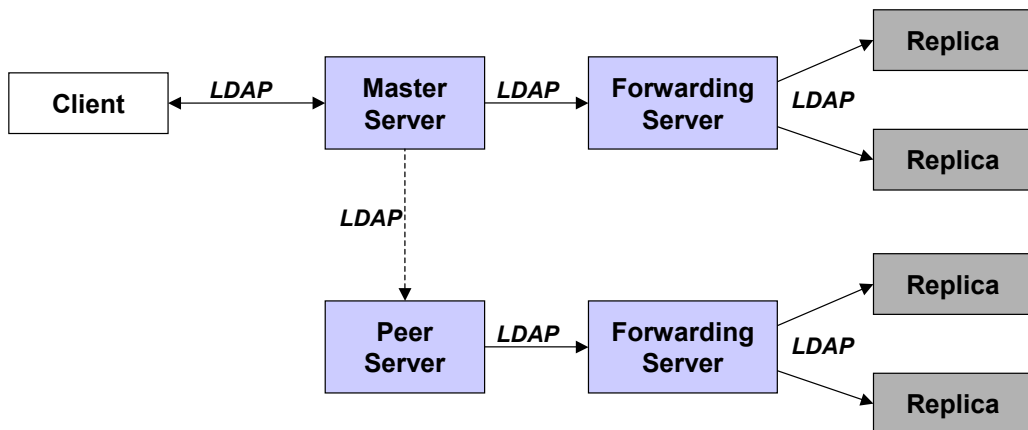 Replica
Client
LDAP
Master
Server
LDAP
Forwarding
Server
LDAP
Replica
LDAP
Replica
Peer
Server
LDAP
Forwarding
Server
LDAP
Replica